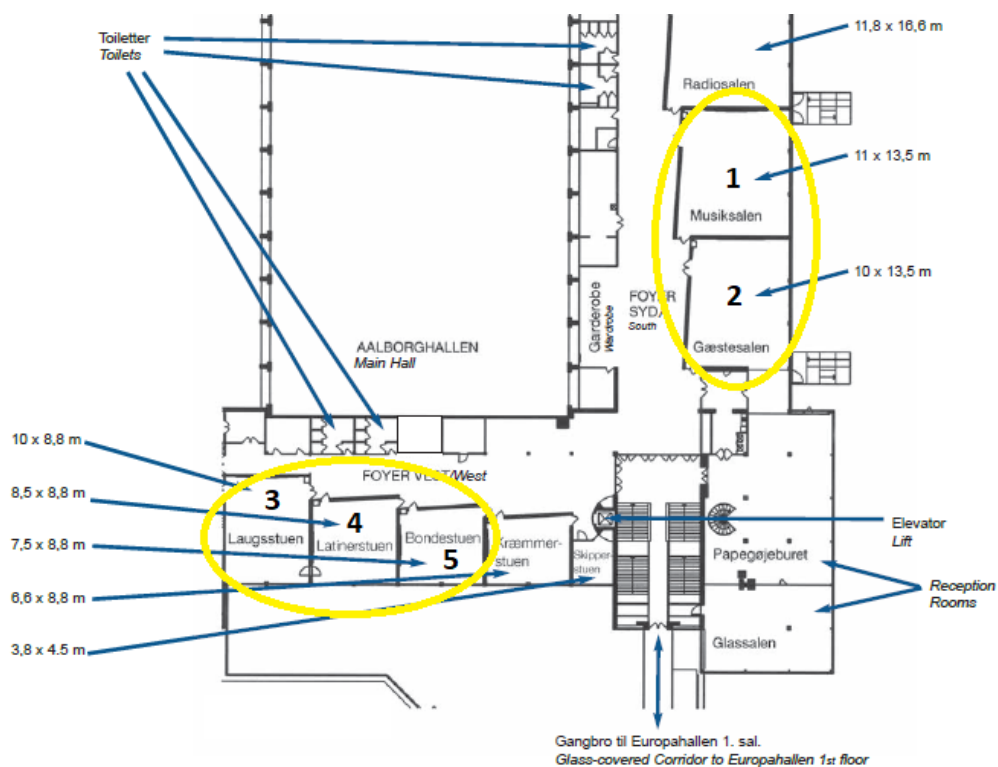 Toiletter
Toilets
11,8 x 16,6 m
Radiosalen
1
11 x 13,5 m
Musiksalen
2
10 x 13,5 m
Gæstesalen
FOYER
SYD/
South
Garderobe
Wardrobe
AALBORGHALLEN
Main Hall
FOYER VEST/West
10 x 8,8 m
8,5 x 8,8 m
7,5 x 8,8 m
6,6 x 8,8 m
3,8 x 4.5 m
3
Laugsstuen
4
Latinerstuen
Bondestuen
5
Kræmmer-
stuen
Skipper-
stuen
Elevator
Lift
Papegøjeburet
Reception
Rooms
Glassalen
Gangbro til Europahallen 1. sal.
Glass-covered Corridor to Europahallen 1st floor